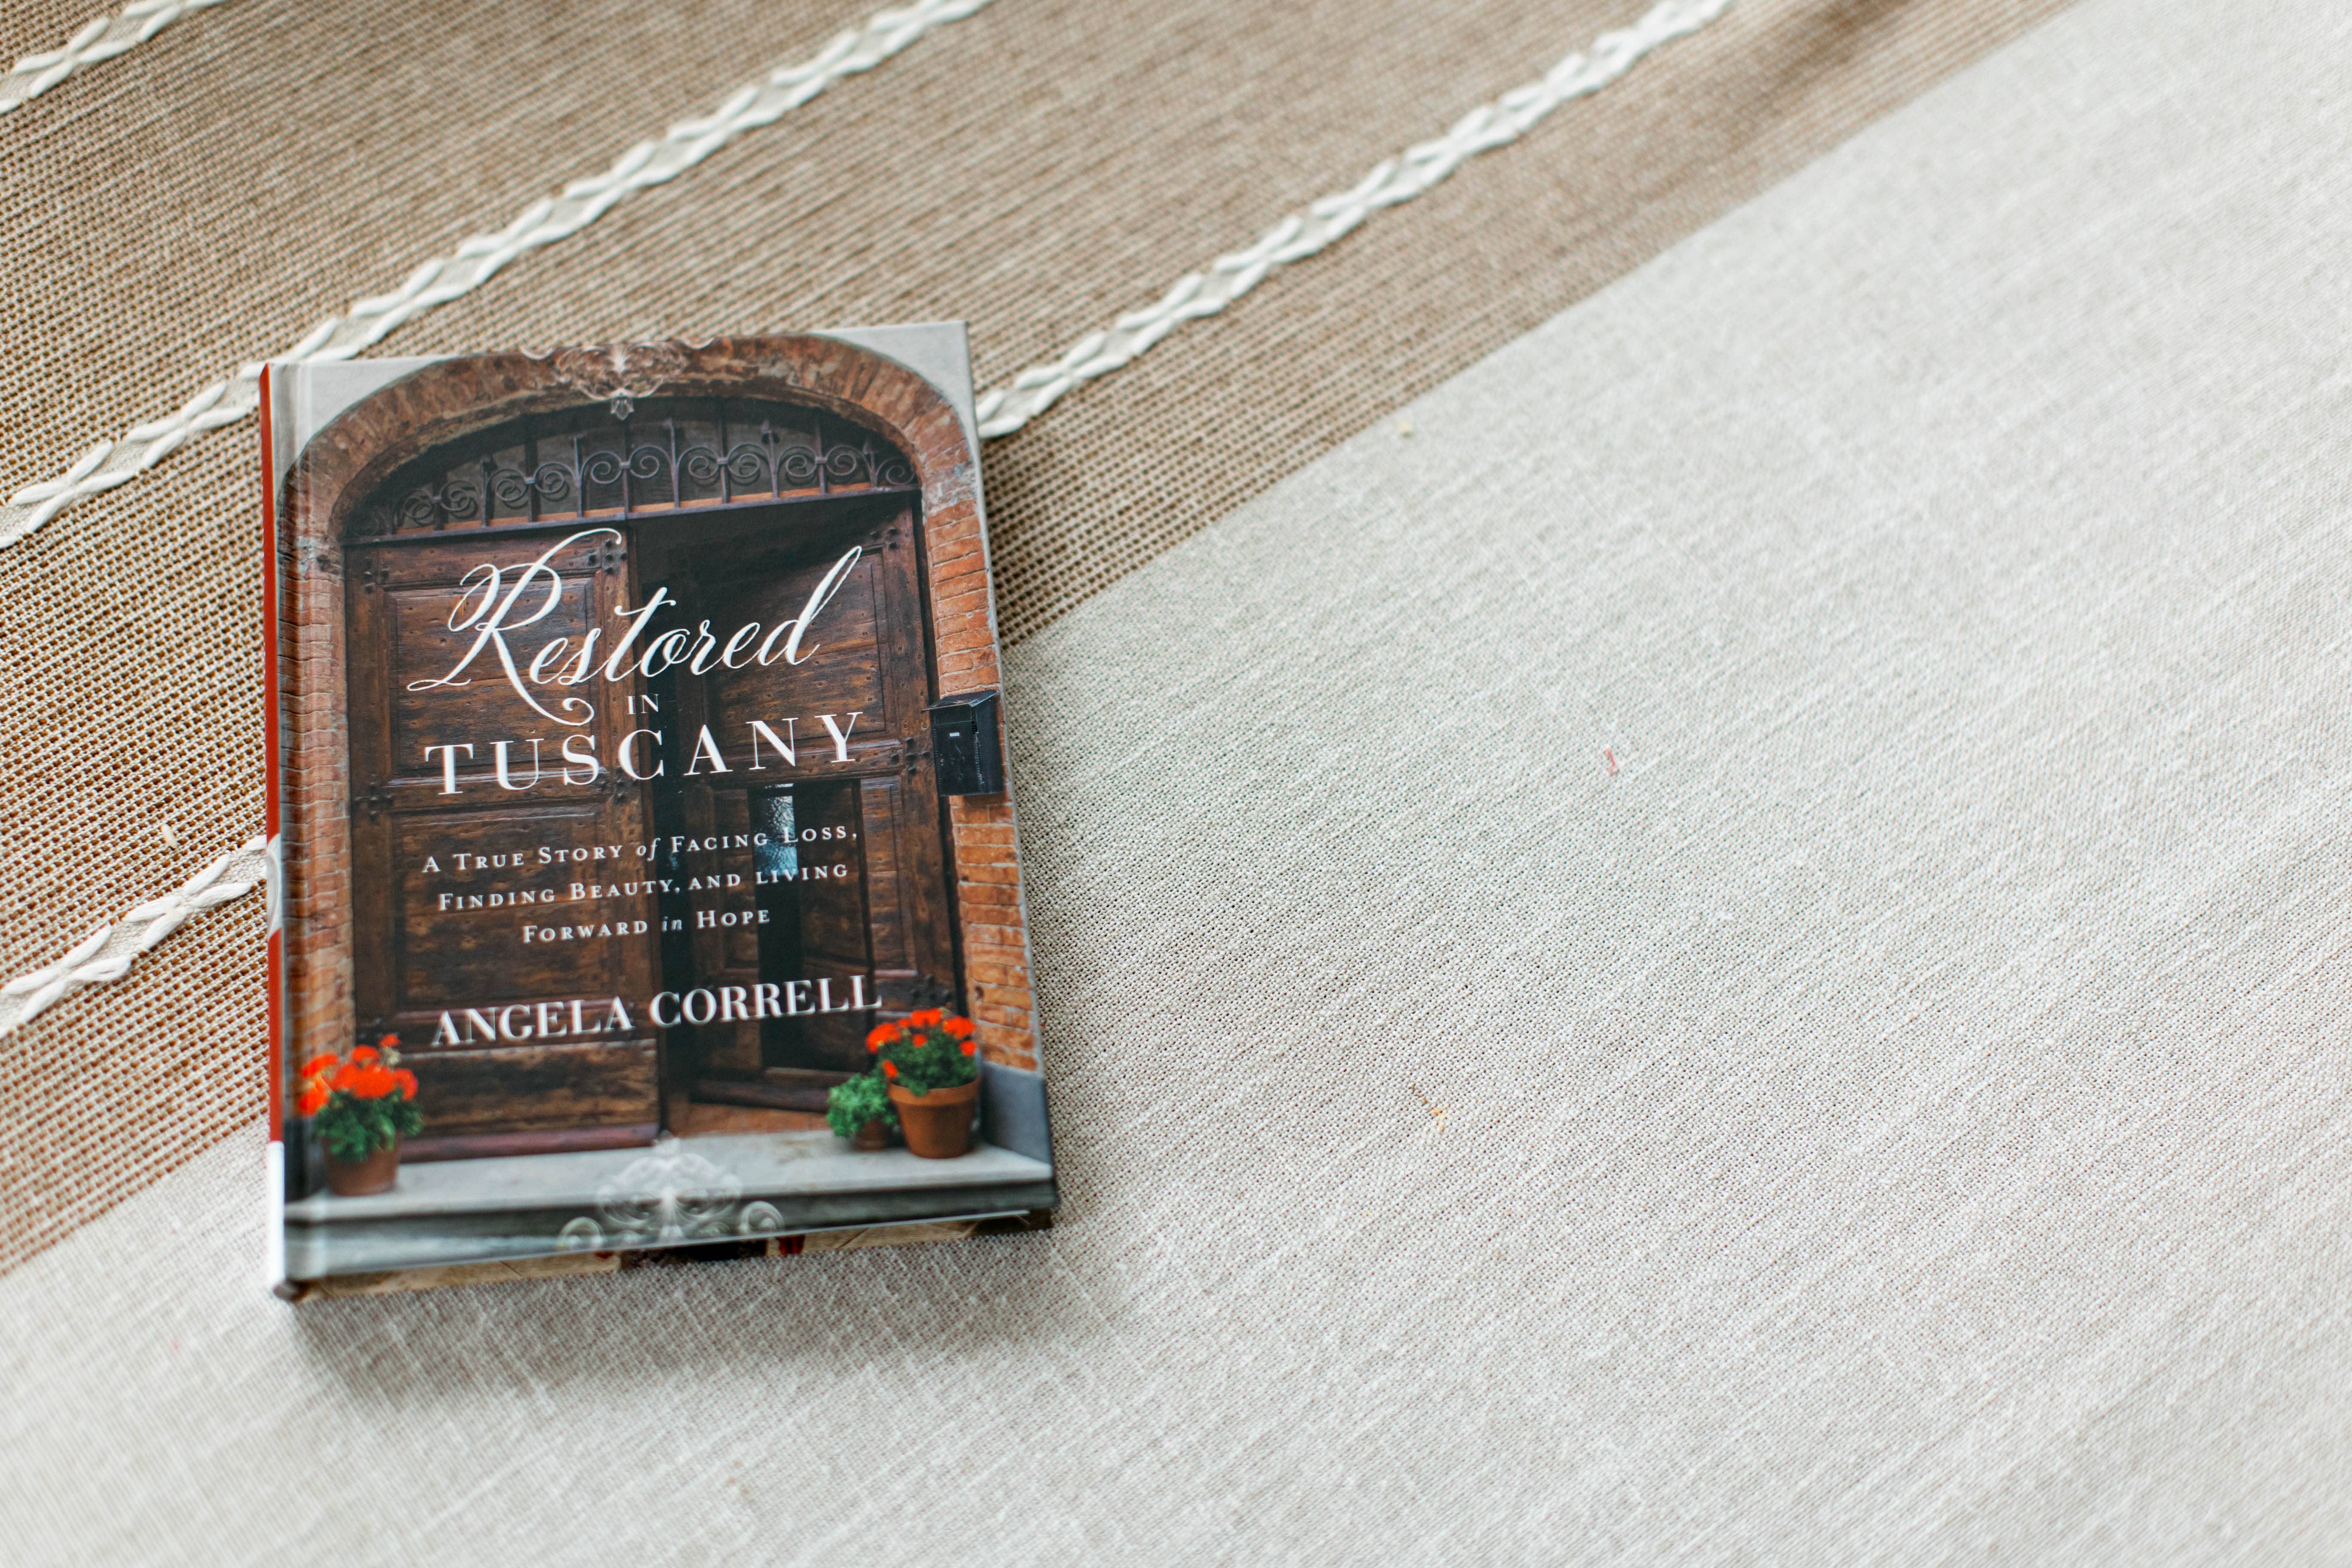 Restored
IN
TUSCANY
A TRUE STORY of FACING LOSS,
FINDING BEAUTY, AND LIVING
FORWARD in HOPE
ANGELA CORRELL